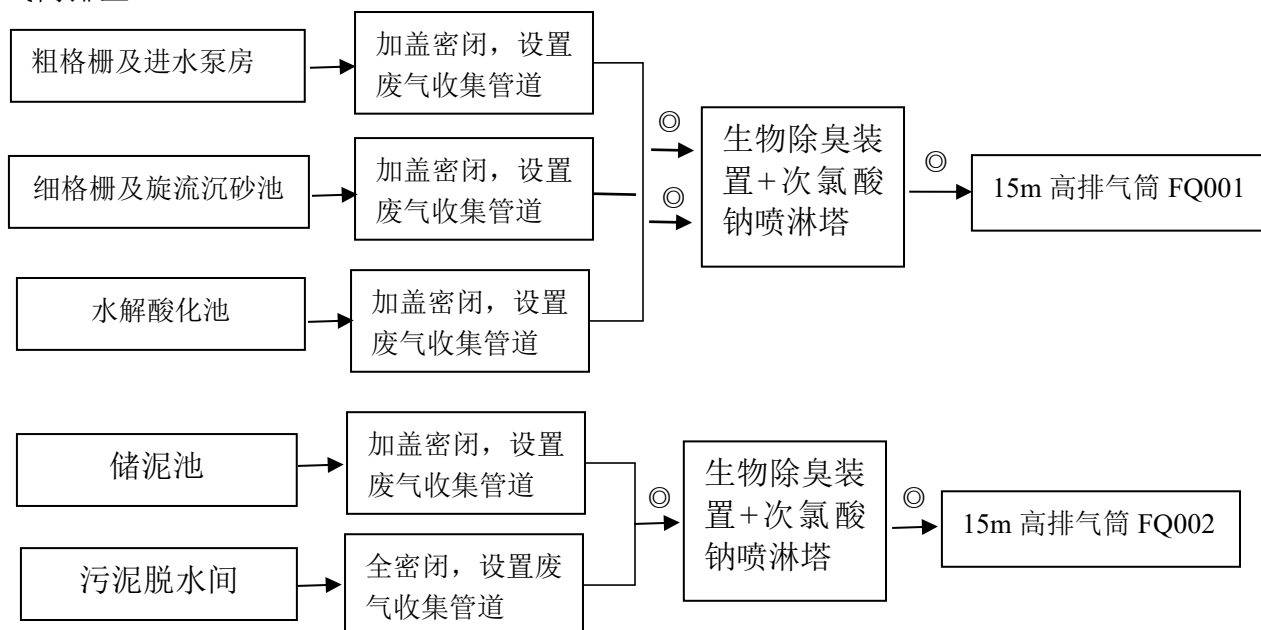 粗格栅及进水泵房
加盖密闭，设置
废气收集管道
细格栅及旋流沉砂池
加盖密闭，设置
废气收集管道
水解酸化池
加盖密闭，设置
废气收集管道
◎
◎
生物除臭装
置+次氯酸
钠喷淋塔
◎
15m 高排气筒 FQ001
储泥池
加盖密闭，设置
废气收集管道
污泥脱水间
全密闭，设置废
气收集管道
◎
生物除臭装
置+次氯酸
钠喷淋塔
◎
15m 高排气筒 FQ002